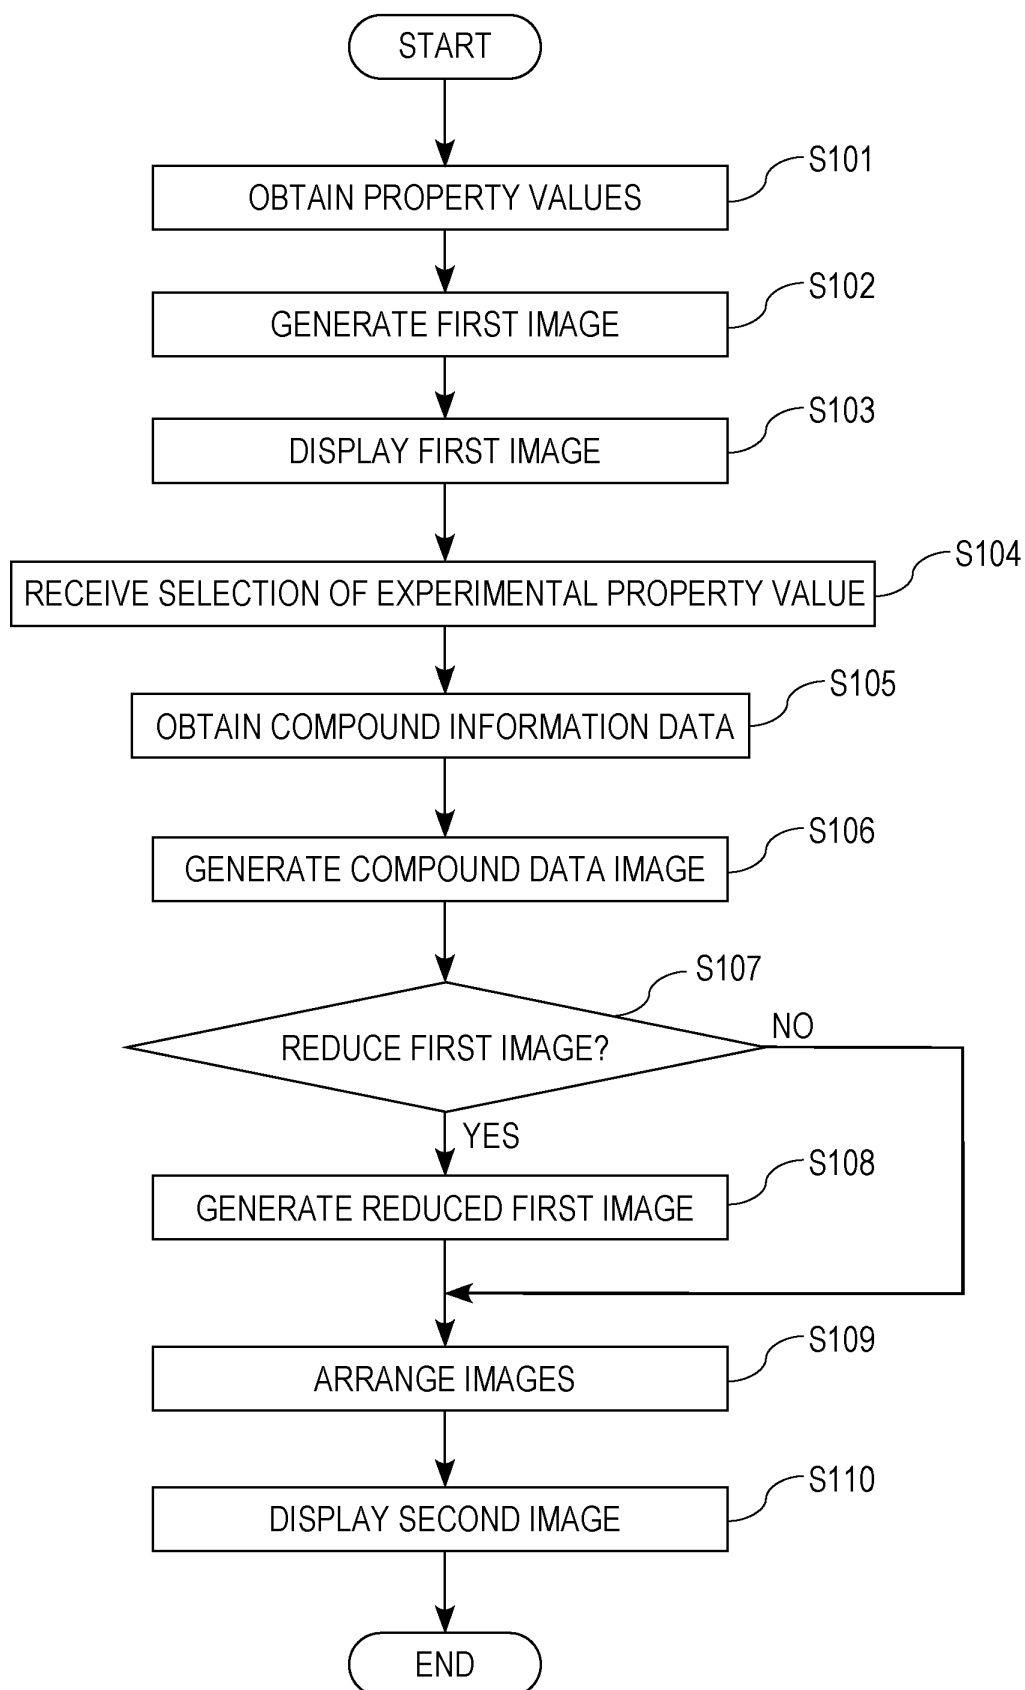 START
S101
OBTAIN PROPERTY VALUES
S102
GENERATE FIRST IMAGE
S103
DISPLAY FIRST IMAGE
S104
RECEIVE SELECTION OF EXPERIMENTAL PROPERTY VALUE
S105
OBTAIN COMPOUND INFORMATION DATA
S106
GENERATE COMPOUND DATA IMAGE
S107
REDUCE FIRST IMAGE?
NO
YES
S108
GENERATE REDUCED FIRST IMAGE
S109
ARRANGE IMAGES
S110
DISPLAY SECOND IMAGE
END